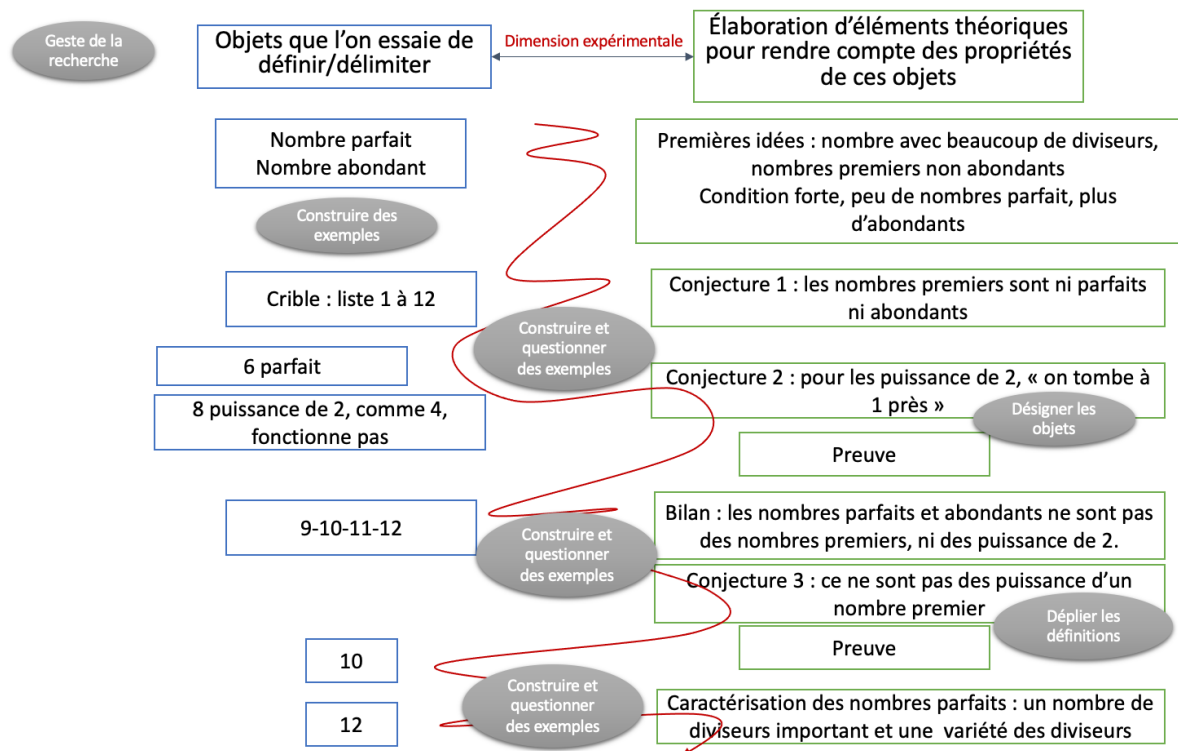 Geste de la
recherche
Objets que l'on essaie de
définir/délimiter
Dimension expérimentale
Élaboration d'éléments théoriques
pour rendre compte des propriétés
de ces objets
Nombre parfait
Nombre abondant
Premières idées : nombre avec beaucoup de diviseurs,
nombres premiers non abondants
Condition forte, peu de nombres parfait, plus
d'abondants
Construire des
exemples
Crible : liste 1 à 12
Conjecture 1 : les nombres premiers sont ni parfaits
ni abondants
Construire et
questionner
des exemples
6 parfait
Conjecture 2 : pour les puissance de 2, « on tombe à
1 près »
8 puissance de 2, comme 4,
fonctionne pas
Désigner les
objets
Preuve
9-10-11-12
Bilan : les nombres parfaits et abondants ne sont pas
des nombres premiers, ni des puissance de 2.
Construire et
questionner
des exemples
Conjecture 3 : ce ne sont pas des puissance d'un
nombre premier
Déplier les
définitions
Preuve
10
Construire et
questionner
des exemples
12
Caractérisation des nombres parfaits : un nombre de
diviseurs important et une variété des diviseurs